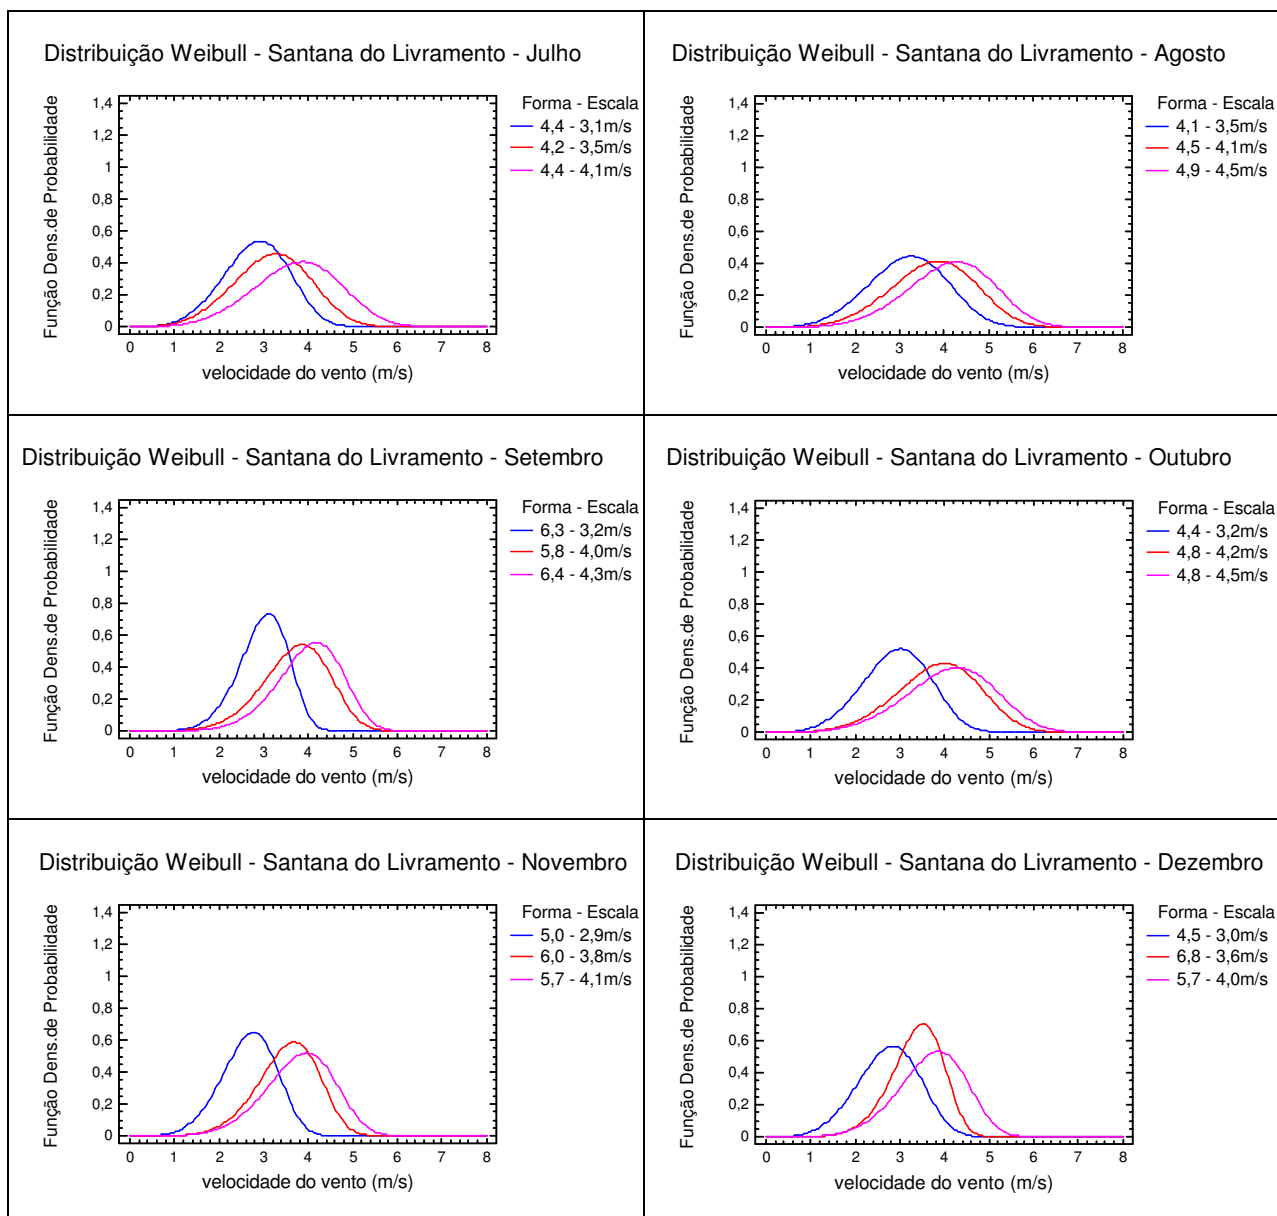 Distribuição Weibull - Santana do Livramento - Julho
Função Dens.de Probabilidade
1,4
1,2
1
0,8
0,6
0,4
0,2
0
0 1 2 3 4 5 6 7 8
velocidade do vento (m/s)
Forma - Escala
4,4 - 3,1m/s
4,2 - 3,5m/s
4,4 - 4,1m/s
Distribuição Weibull - Santana do Livramento - Agosto
Função Dens.de Probabilidade
1,4
1,2
1
0,8
0,6
0,4
0,2
0
0 1 2 3 4 5 6 7 8
velocidade do vento (m/s)
Forma - Escala
4,1 - 3,5m/s
4,5 - 4,1m/s
4,9 - 4,5m/s
Distribuição Weibull - Santana do Livramento - Setembro
Função Dens.de Probabilidade
1,4
1,2
1
0,8
0,6
0,4
0,2
0
0 1 2 3 4 5 6 7 8
velocidade do vento (m/s)
Forma - Escala
6,3 - 3,2m/s
5,8 - 4,0m/s
6,4 - 4,3m/s
Distribuição Weibull - Santana do Livramento - Outubro
Função Dens.de Probabilidade
1,4
1,2
1
0,8
0,6
0,4
0,2
0
0 1 2 3 4 5 6 7 8
velocidade do vento (m/s)
Forma - Escala
4,4 - 3,2m/s
4,8 - 4,2m/s
4,8 - 4,5m/s
Distribuição Weibull - Santana do Livramento - Novembro
Função Dens.de Probabilidade
1,4
1,2
1
0,8
0,6
0,4
0,2
0
0 1 2 3 4 5 6 7 8
velocidade do vento (m/s)
Forma - Escala
5,0 - 2,9m/s
6,0 - 3,8m/s
5,7 - 4,1m/s
Distribuição Weibull - Santana do Livramento - Dezembro
Função Dens.de Probabilidade
1,4
1,2
1
0,8
0,6
0,4
0,2
0
0 1 2 3 4 5 6 7 8
velocidade do vento (m/s)
Forma - Escala
4,5 - 3,0m/s
6,8 - 3,6m/s
5,7 - 4,0m/s